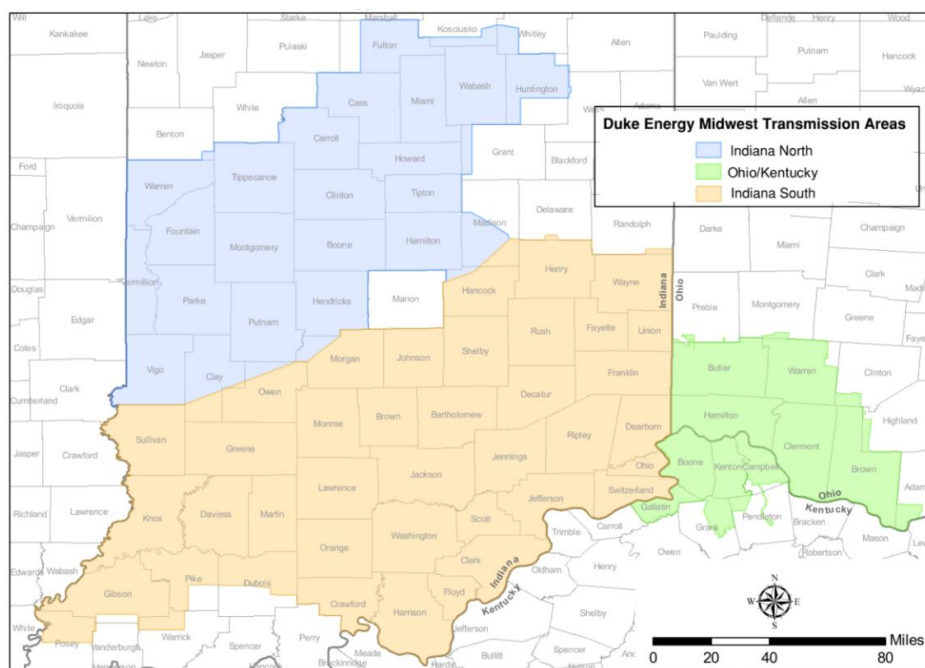 Will
Lake
Starke
Marshall
Kosciusko
Whitley
Defiance
Henry
Wood
Kankakee
Newton
Jasper
Pulaski
Fulton
Allen
Paulding
Putnam
Hancock
Iroquois
White
Cass
Miami
Wabash
Huntington
Wells
Adams
Van Wert
Allen
Wya
Benton
Carroll
Grant
Blackford
Duke Energy Midwest Transmission Areas
Indiana North
Ohio/Kentucky
Indiana South
Ford
Vermilion
Champaign
Warren
Tippecanoe
Howard
Clinton
Tipton
Fountain
Montgomery
Boone
Hamilton
Madison
Delaware
Randolph
Darke
Miami
Champaign
Clark
Mad
Douglas
Edgar
Coles
Vermillion
Parke
Putnam
Hendricks
Marion
Hancock
Henry
Wayne
Indiana
Ohio
Preble
Montgomery
Greene
Faye
Clark
Cumberland
Vigo
Clay
Owen
Morgan
Johnson
Shelby
Rush
Fayette
Union
Franklin
Butler
Warren
Clinton
Jasper
Crawford
Sullivan
Greene
Monroe
Brown
Bartholomew
Decatur
Ripley
Dearborn
Hamilton
Clermont
Highland
Brown
Richland
Lawrence
Knox
Daviess
Martin
Lawrence
Jackson
Jennings
Jefferson
Ohio
Switzerland
Boone
Kenton
Campbell
Gallatin
Grant
Pendleton
Bracken
Ohio
Kentucky
Adam
Mason
Lew
Robertson
Edwards
Wabash
Gibson
Pike
Dubois
Orange
Washington
Scott
Clark
Trimble
Carroll
Owen
Henry
Oldham
Indiana
Kentucky
White
Posey
Vanderburgh
Warrick
Spencer
Perry
Crawford
Harrison
Floyd
Jefferson
Shelby
Meade
Breckinridge
Hardin
Bullitt
Spencer
N
W
E
S
Miles
0
20
40
80